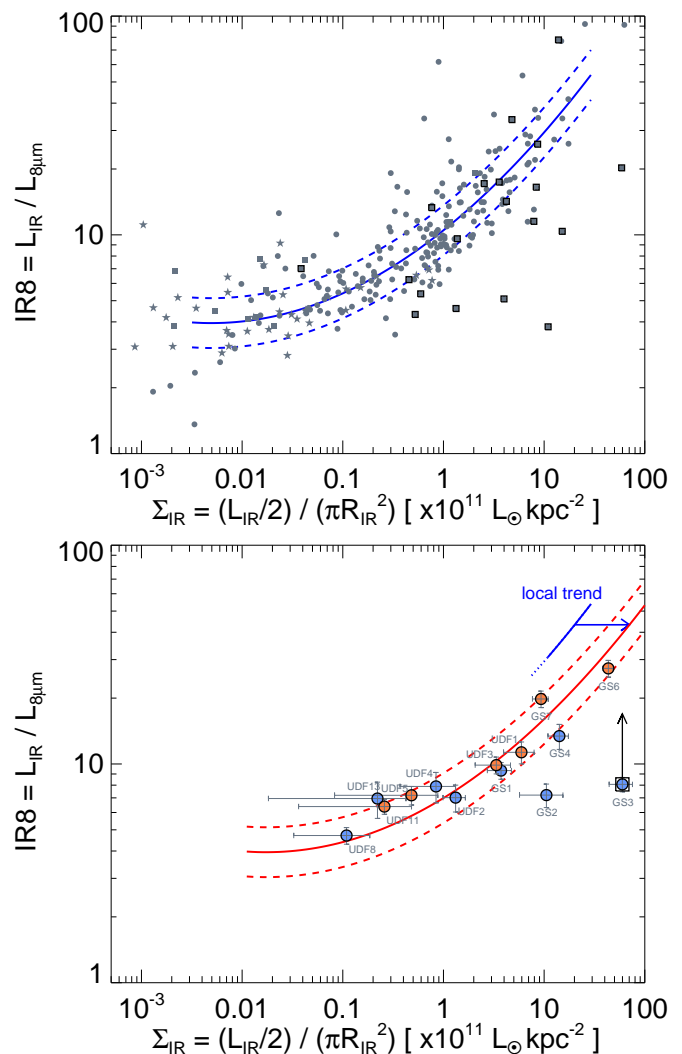 100
10
1
IR8 = L_IR / L_8μm
10^-3 0.01 0.1 1 10 100
Σ_IR = (L_IR/2) / (πR_IR^2) [ x10^11 L_⊙ kpc^-2 ]
100
local trend
GS6
GS7
UDF1
GS4
10
UDF3
UDF4
GS1
UDF13
UDF5
GS3
UDF2
GS2
UDF11
UDF8
1
IR8 = L_IR / L_8μm
10^-3 0.01 0.1 1 10 100
Σ_IR = (L_IR/2) / (πR_IR^2) [ x10^11 L_⊙ kpc^-2 ]